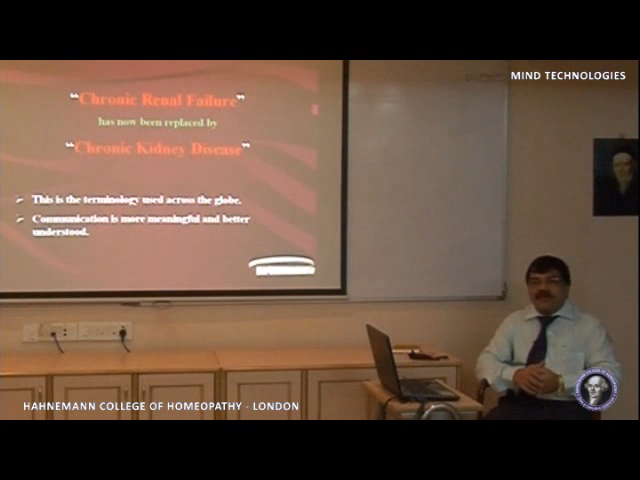 MIND TECHNOLOGIES
“Chronic Renal Failure”
has now been replaced by
“Chronic Kidney Disease”
➢ This is the terminology used across the globe.
➢ Communication is more meaningful and better
understood.
HAHNEMANN COLLEGE OF HOMEOPATHY - LONDON